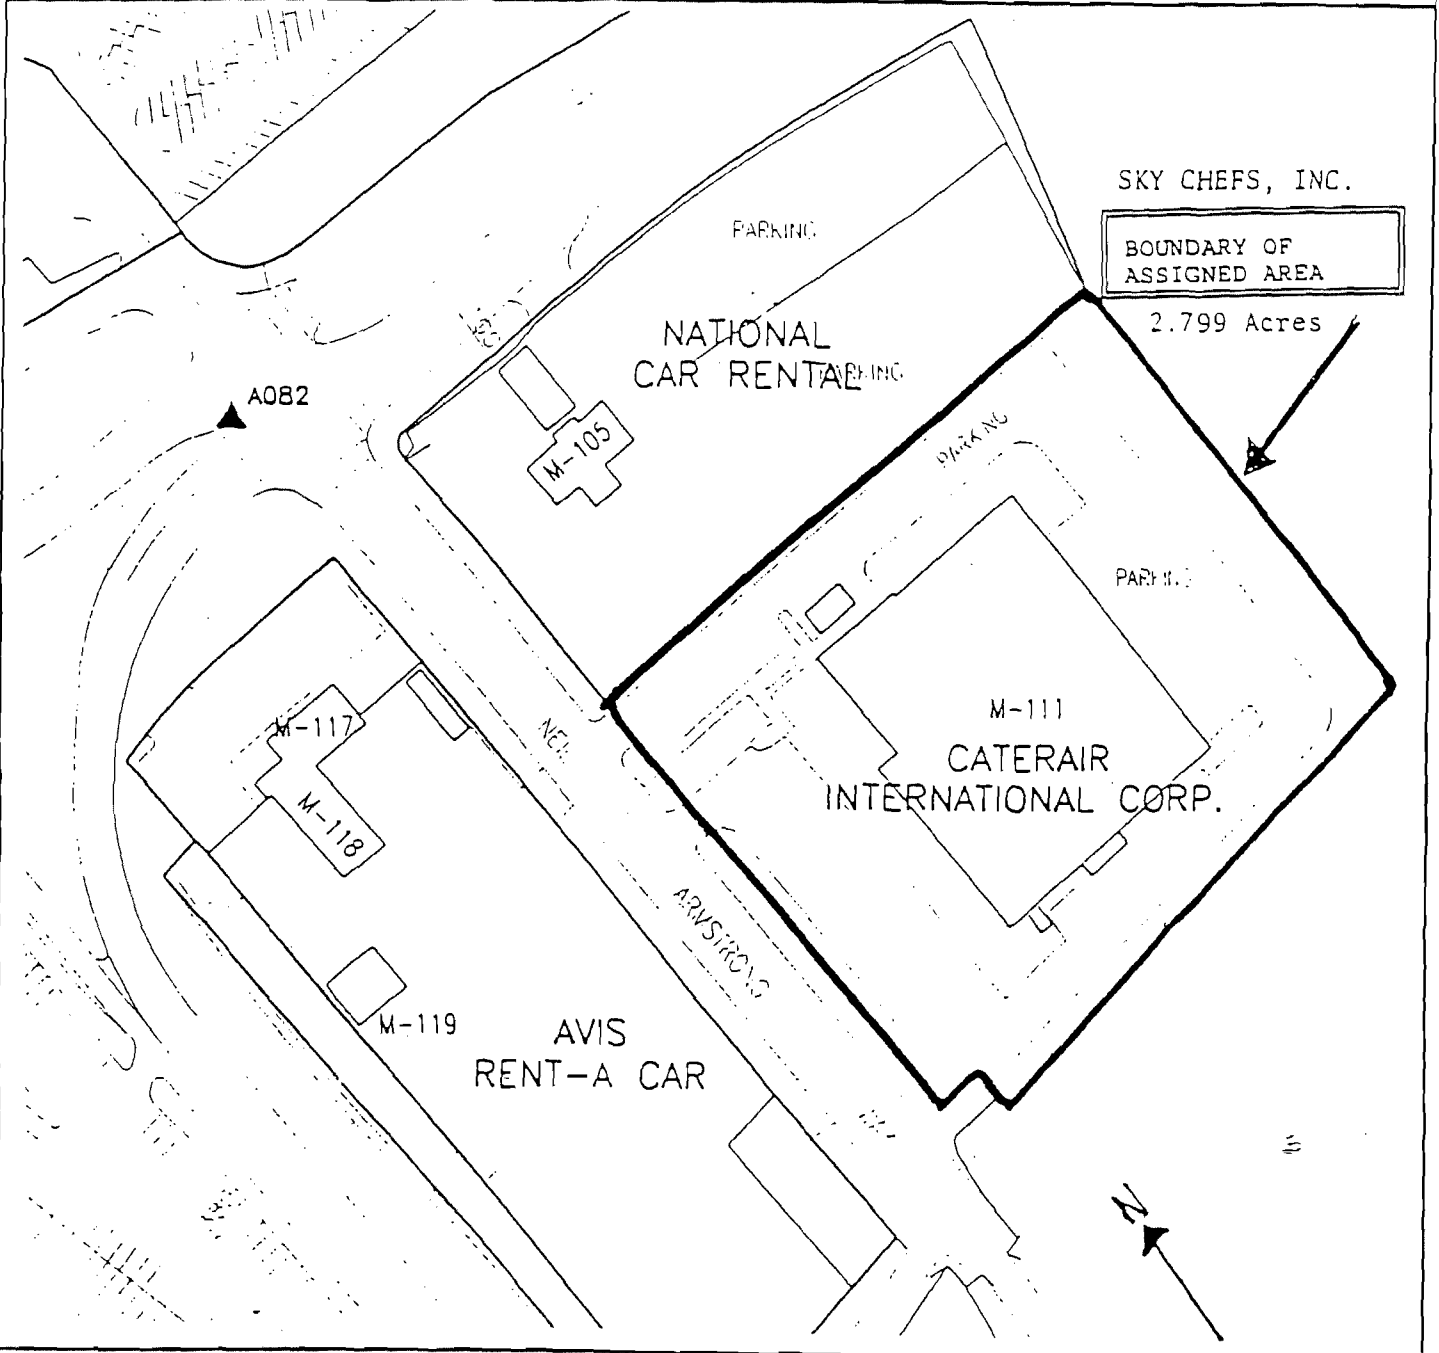 SKY CHEFS, INC.
BOUNDARY OF
ASSIGNED AREA
2.799 Acres
PARKING
NATIONAL
CAR RENTAL
PARKING
A082
M-105
PARKING
PARKING
M-111
CATERAIR
INTERNATIONAL CORP.
M-117
M-118
ARMSTRONG
M-119
AVIS
RENT-A CAR
N